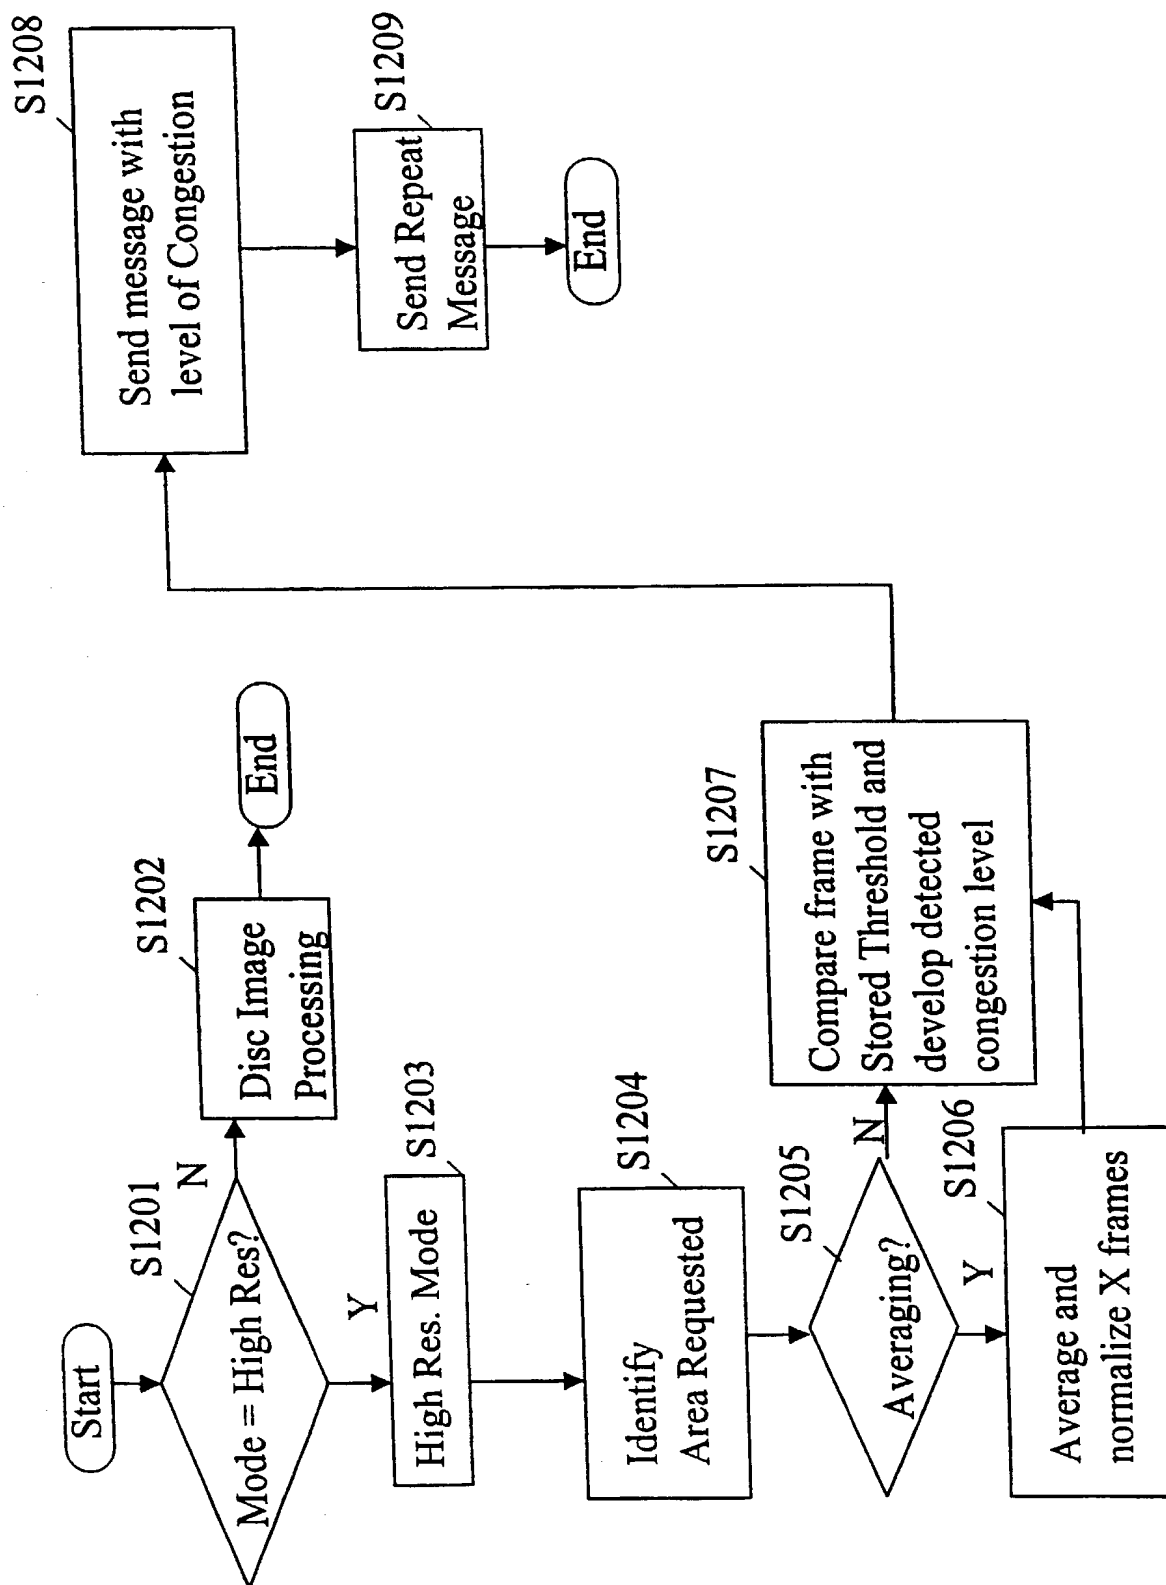 Start
S1201
Mode = High Res?
N
S1202
Disc Image
Processing
End
Y
S1203
High Res. Mode
S1204
Identify
Area Requested
S1205
Averaging?
N
Y
S1206
Average and
normalize X frames
S1207
Compare frame with
Stored Threshold and
develop detected
congestion level
S1208
Send message with
level of Congestion
S1209
Send Repeat
Message
End